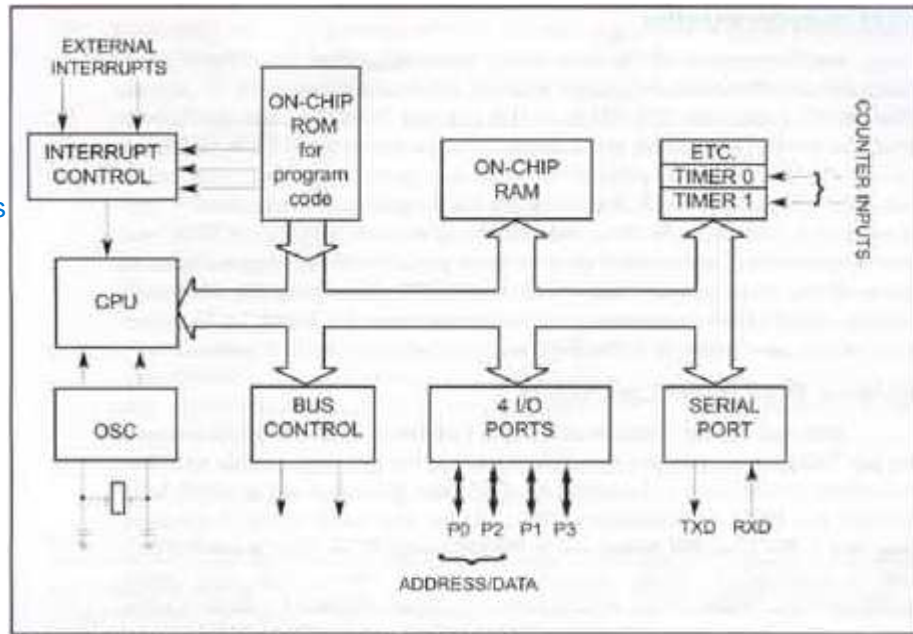 EXTERNAL
INTERRUPTS
INTERRUPT
CONTROL
ON-CHIP
ROM
for
program
code
ON-CHIP
RAM
ETC.
TIMER 0
TIMER 1
COUNTER INPUTS
s
CPU
OSC
BUS
CONTROL
4 I/O
PORTS
SERIAL
PORT
P0 P2 P1 P3
TXD RXD
ADDRESS/DATA